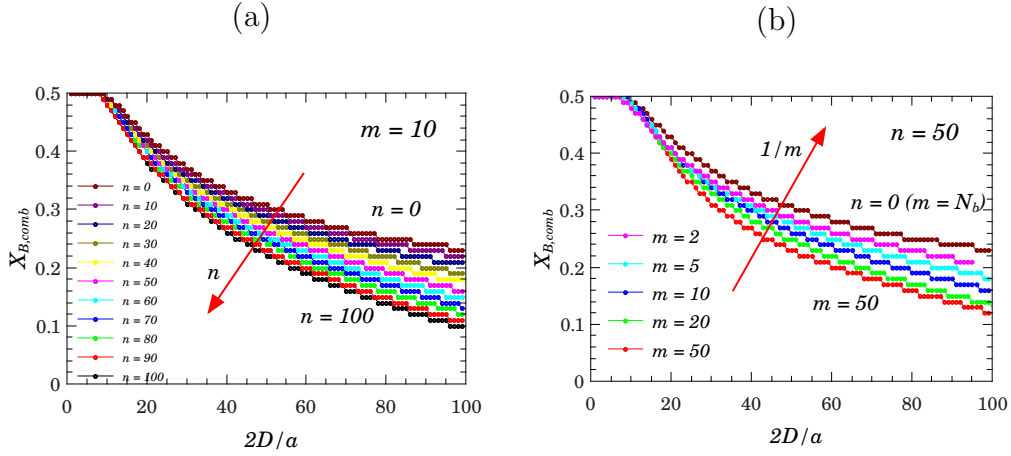 (a)
0.5
0.4
0.3
0.2
0.1
0
X_{B,comb}
m = 10
n = 0
n
n = 100
n = 0
n = 10
n = 20
n = 30
n = 40
n = 50
n = 60
n = 70
n = 80
n = 90
n = 100
0 20 40 60 80 100
2D/a
(b)
0.5
0.4
0.3
0.2
0.1
0
X_{B,comb}
n = 50
1/m
n = 0 (m = N_b)
m = 50
m = 2
m = 5
m = 10
m = 20
m = 50
0 20 40 60 80 100
2D/a